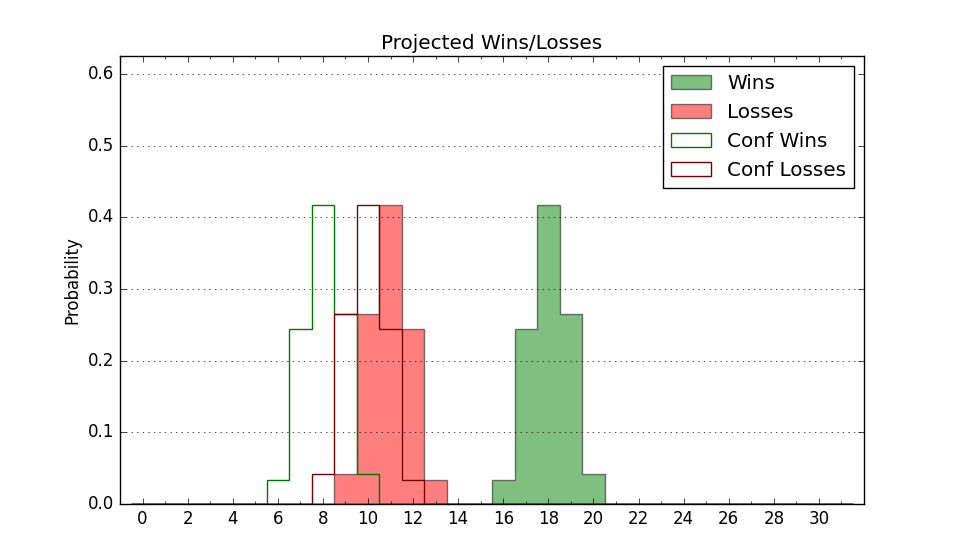 Projected Wins/Losses
Wins
Losses
Conf Wins
Conf Losses
Probability
0.6
0.5
0.4
0.3
0.2
0.1
0.0
0 2 4 6 8 10 12 14 16 18 20 22 24 26 28 30